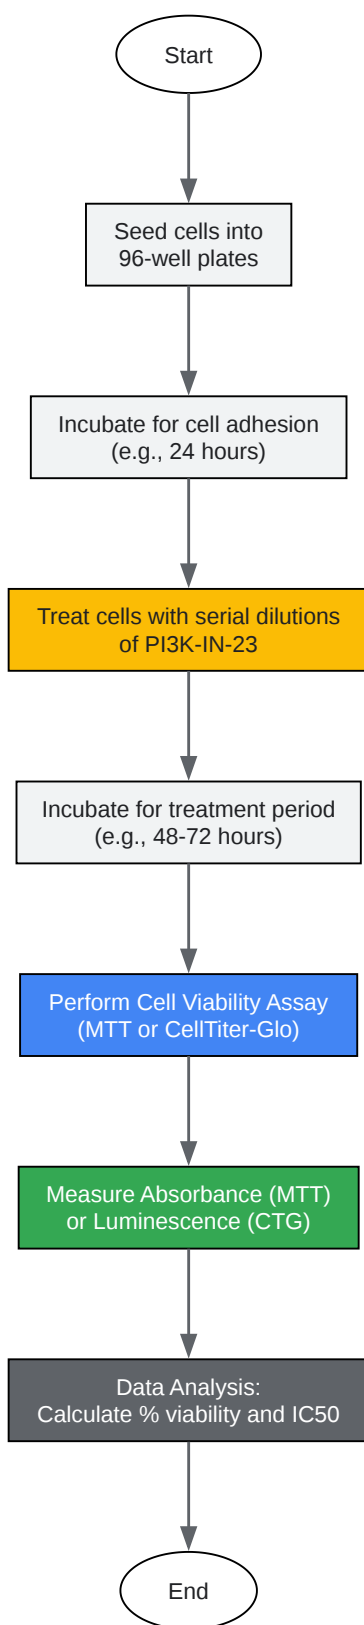 Start
Seed cells into
96-well plates
Incubate for cell adhesion
(e.g., 24 hours)
Treat cells with serial dilutions
of PI3K-IN-23
Incubate for treatment period
(e.g., 48-72 hours)
Perform Cell Viability Assay
(MTT or CellTiter-Glo)
Measure Absorbance (MTT)
or Luminescence (CTG)
Data Analysis:
Calculate % viability and IC50
End